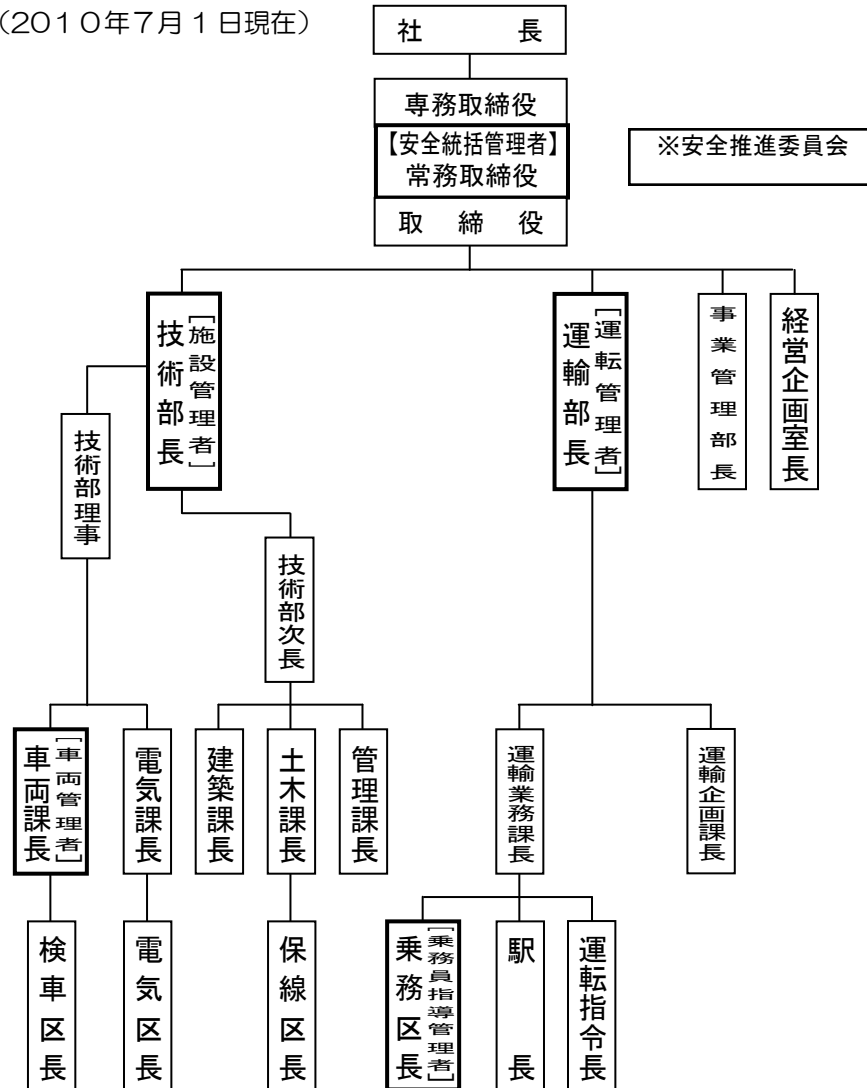 (2010年7月1日現在)
社　　長
専務取締役
【安全統括管理者】
常務取締役
取　締　役
※安全推進委員会
技術部長
[施設管理者]
運輸部長
[運転管理者]
事業管理部長
経営企画室長
技術部理事
技術部次長
車両課長
[車両管理者]
電気課長
建築課長
土木課長
管理課長
運輸業務課長
運輸企画課長
検車区長
電気区長
保線区長
乗務区長
[乗務員指導管理者]
駅　長
運転指令長